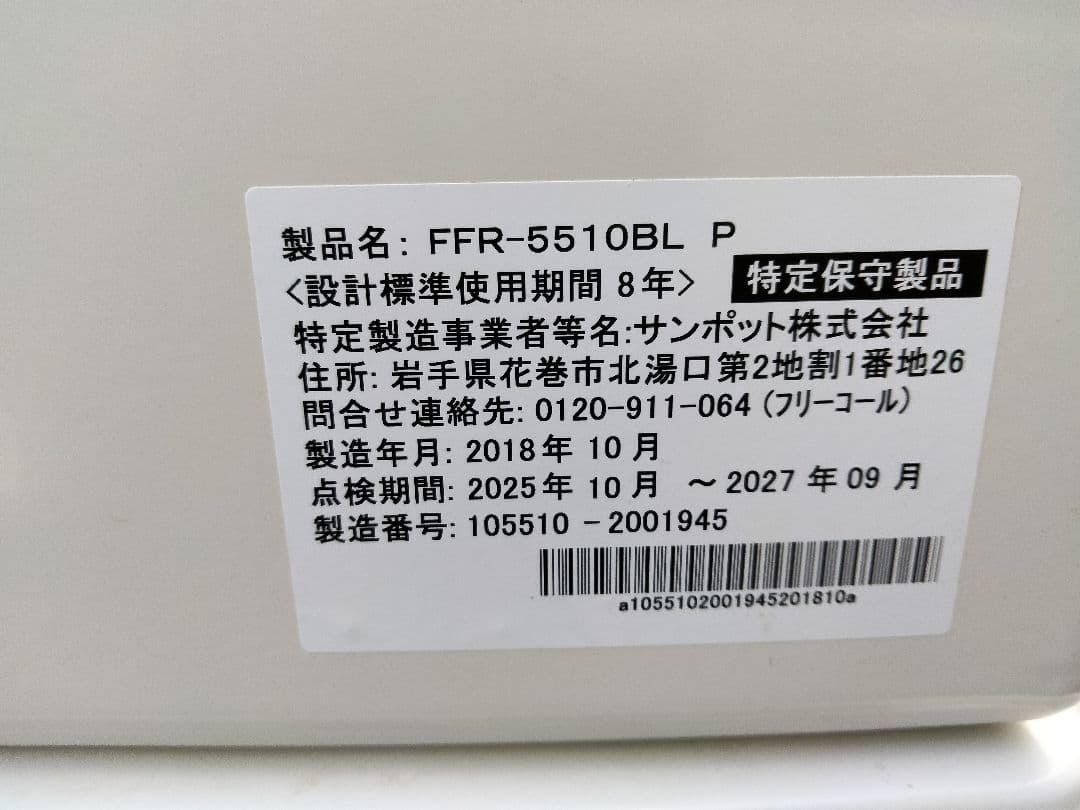 製品名: FFR-5510BL P
<設計標準使用期間 8年> 特定保守製品
特定製造事業者等名:サンポット株式会社
住所: 岩手県花巻市北湯口第2地割1番地26
問合せ連絡先: 0120-911-064 (フリーコール)
製造年月: 2018年 10 月
点検期間: 2025年 10 月 ～2027 年 09 月
製造番号: 105510 -2001945
a1055102001945201810a